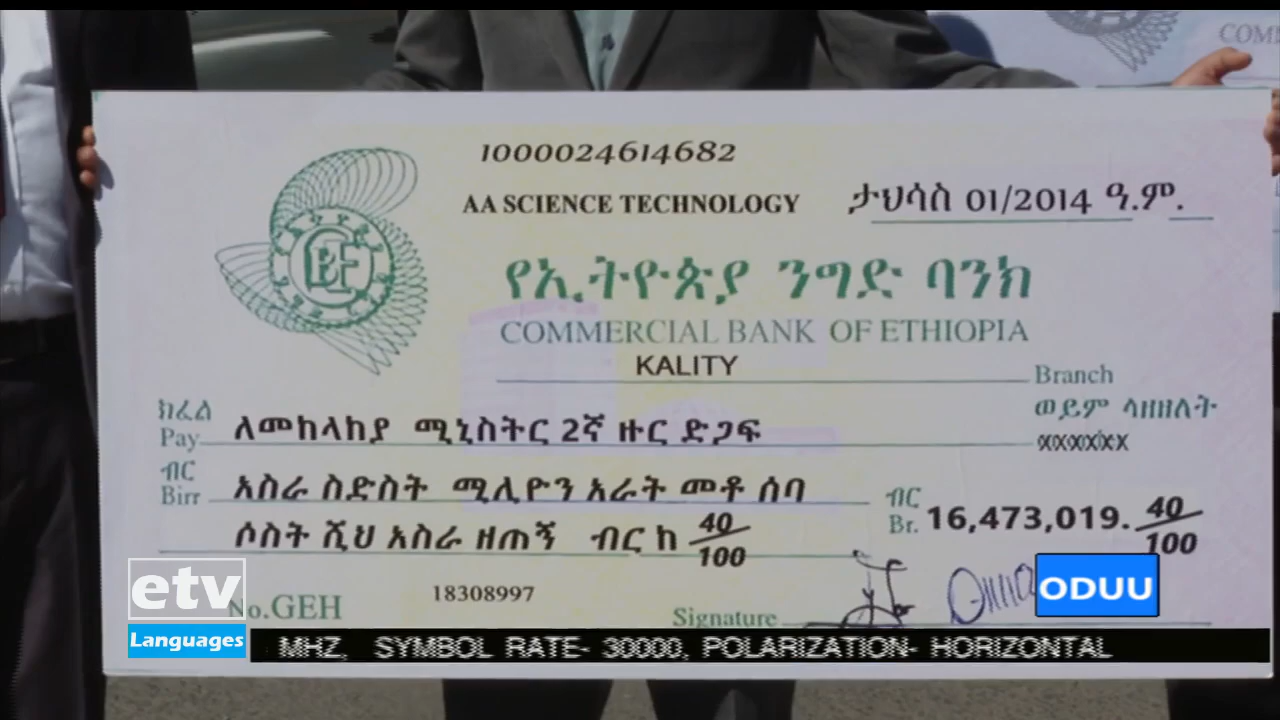 COM
1000024614682
AA SCIENCE TECHNOLOGY
ታህሳስ 01/2014 ዓ.ም.
የኢትዮጵያ ንግድ ባንክ
COMMERCIAL BANK OF ETHIOPIA
KALITY
Branch
ክፈል
ለመከላከያ ሚኒስትር 2ኛ ዙር ድጋፍ
ወይም ላዘዘለት
Pay
xxxxxx
ብር
አስራ ስድስት ሚሊዮን አራት መቶ ሰባ
Birr
ሶስት ሺህ አስራ ዘጠኝ ብር ከ 40/100
ብር
Br. 16,473,019. 40/100
etv
Languages
No.GEH
18308997
Signature
ODUU
MHZ, SYMBOL RATE- 30000, POLARIZATION- HORIZONTAL